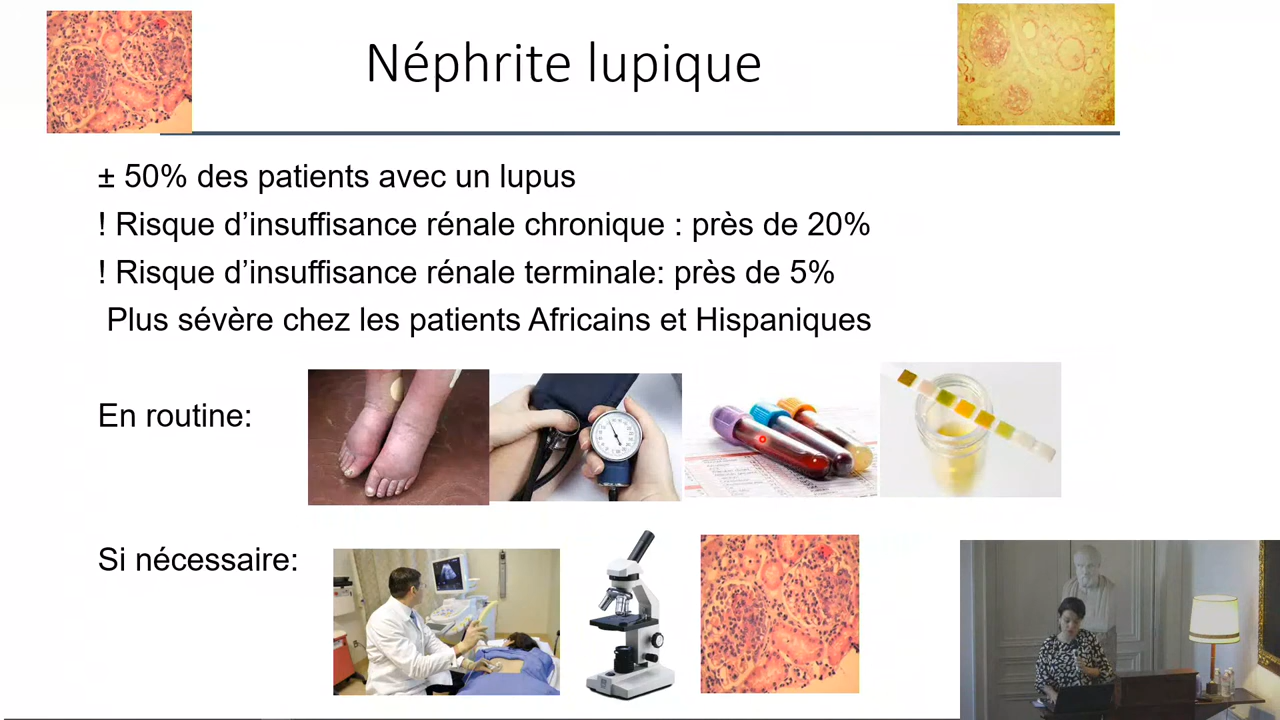 Néphrite lupique
± 50% des patients avec un lupus
! Risque d’insuffisance rénale chronique : près de 20%
! Risque d’insuffisance rénale terminale: près de 5%
Plus sévère chez les patients Africains et Hispaniques
En routine:
Si nécessaire: